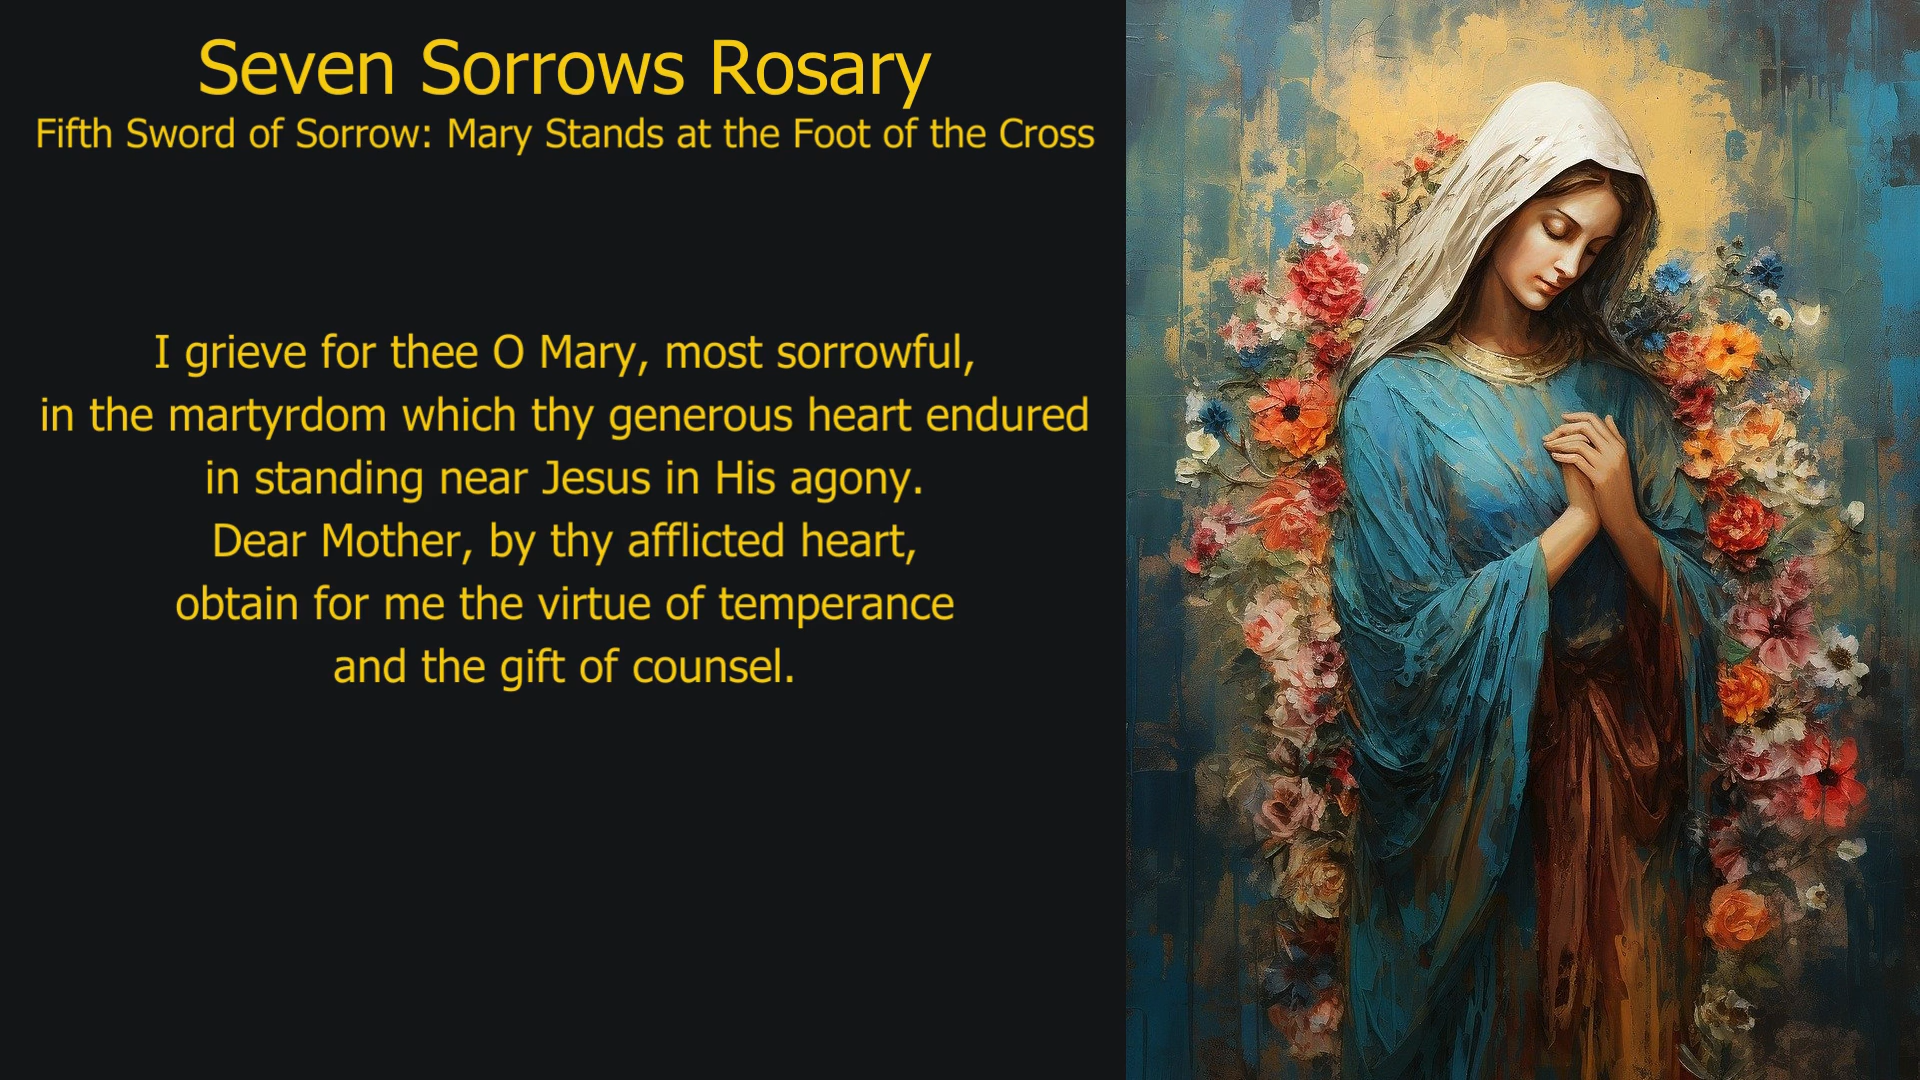 Seven Sorrows Rosary
Fifth Sword of Sorrow: Mary Stands at the Foot of the Cross
I grieve for thee O Mary, most sorrowful,
in the martyrdom which thy generous heart endured
in standing near Jesus in His agony.
Dear Mother, by thy afflicted heart,
obtain for me the virtue of temperance
and the gift of counsel.